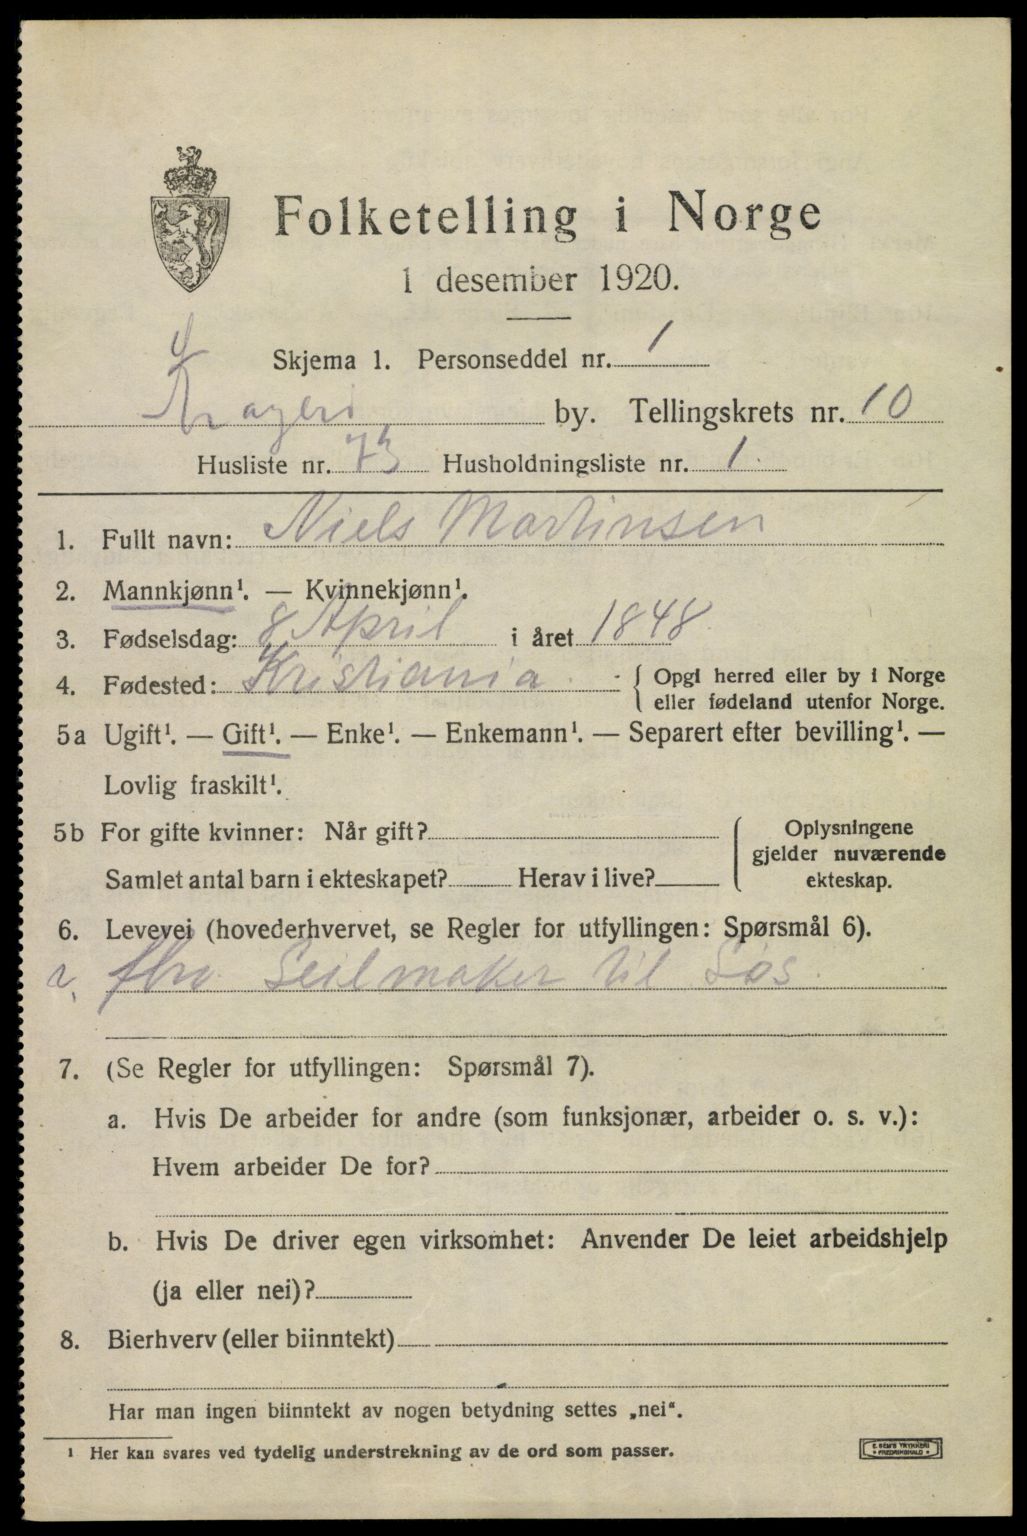 Folketelling i Norge
1 desember 1920.
Skjema 1. Personseddel nr. 1
Kragerø by. Tellingskrets nr. 10
Husliste nr. 73 Husholdningsliste nr. 1.
1. Fullt navn: Niels Martinsen
2. Mannkjønn¹. — Kvinnekjønn¹.
3. Fødselsdag: 8 April i året 1848
4. Fødested: Kristiania { Opgi herred eller by i Norge
eller fødeland utenfor Norge.
5a Ugift¹. — Gift¹. — Enke¹. — Enkemann¹. — Separert efter bevilling¹. —
Lovlig fraskilt¹.
5b For gifte kvinner: Når gift?
Samlet antal barn i ekteskapet? Herav i live?
Oplysningene
gjelder nuværende
ekteskap.
6. Levevei (hovederhvervet, se Regler for utfyllingen: Spørsmål 6).
fhv. Seilmaker til Søs.
7. (Se Regler for utfyllingen: Spørsmål 7).
a. Hvis De arbeider for andre (som funksjonær, arbeider o. s. v.):
Hvem arbeider De for?
b. Hvis De driver egen virksomhet: Anvender De leiet arbeidshjelp
(ja eller nei)?
8. Bierhverv (eller biinntekt)
Har man ingen biinntekt av nogen betydning settes „nei“.
¹ Her kan svares ved tydelig understrekning av de ord som passer.
E. SEM'S TRYKKERI
FREDRIKSHALD